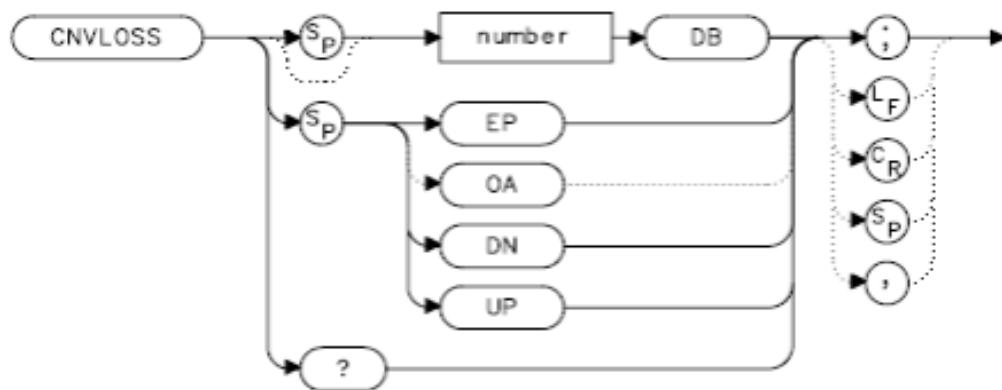 CNVLOSS SP number DB ;
LF
SP EP
CR
OA
SP
DN
,
UP
?